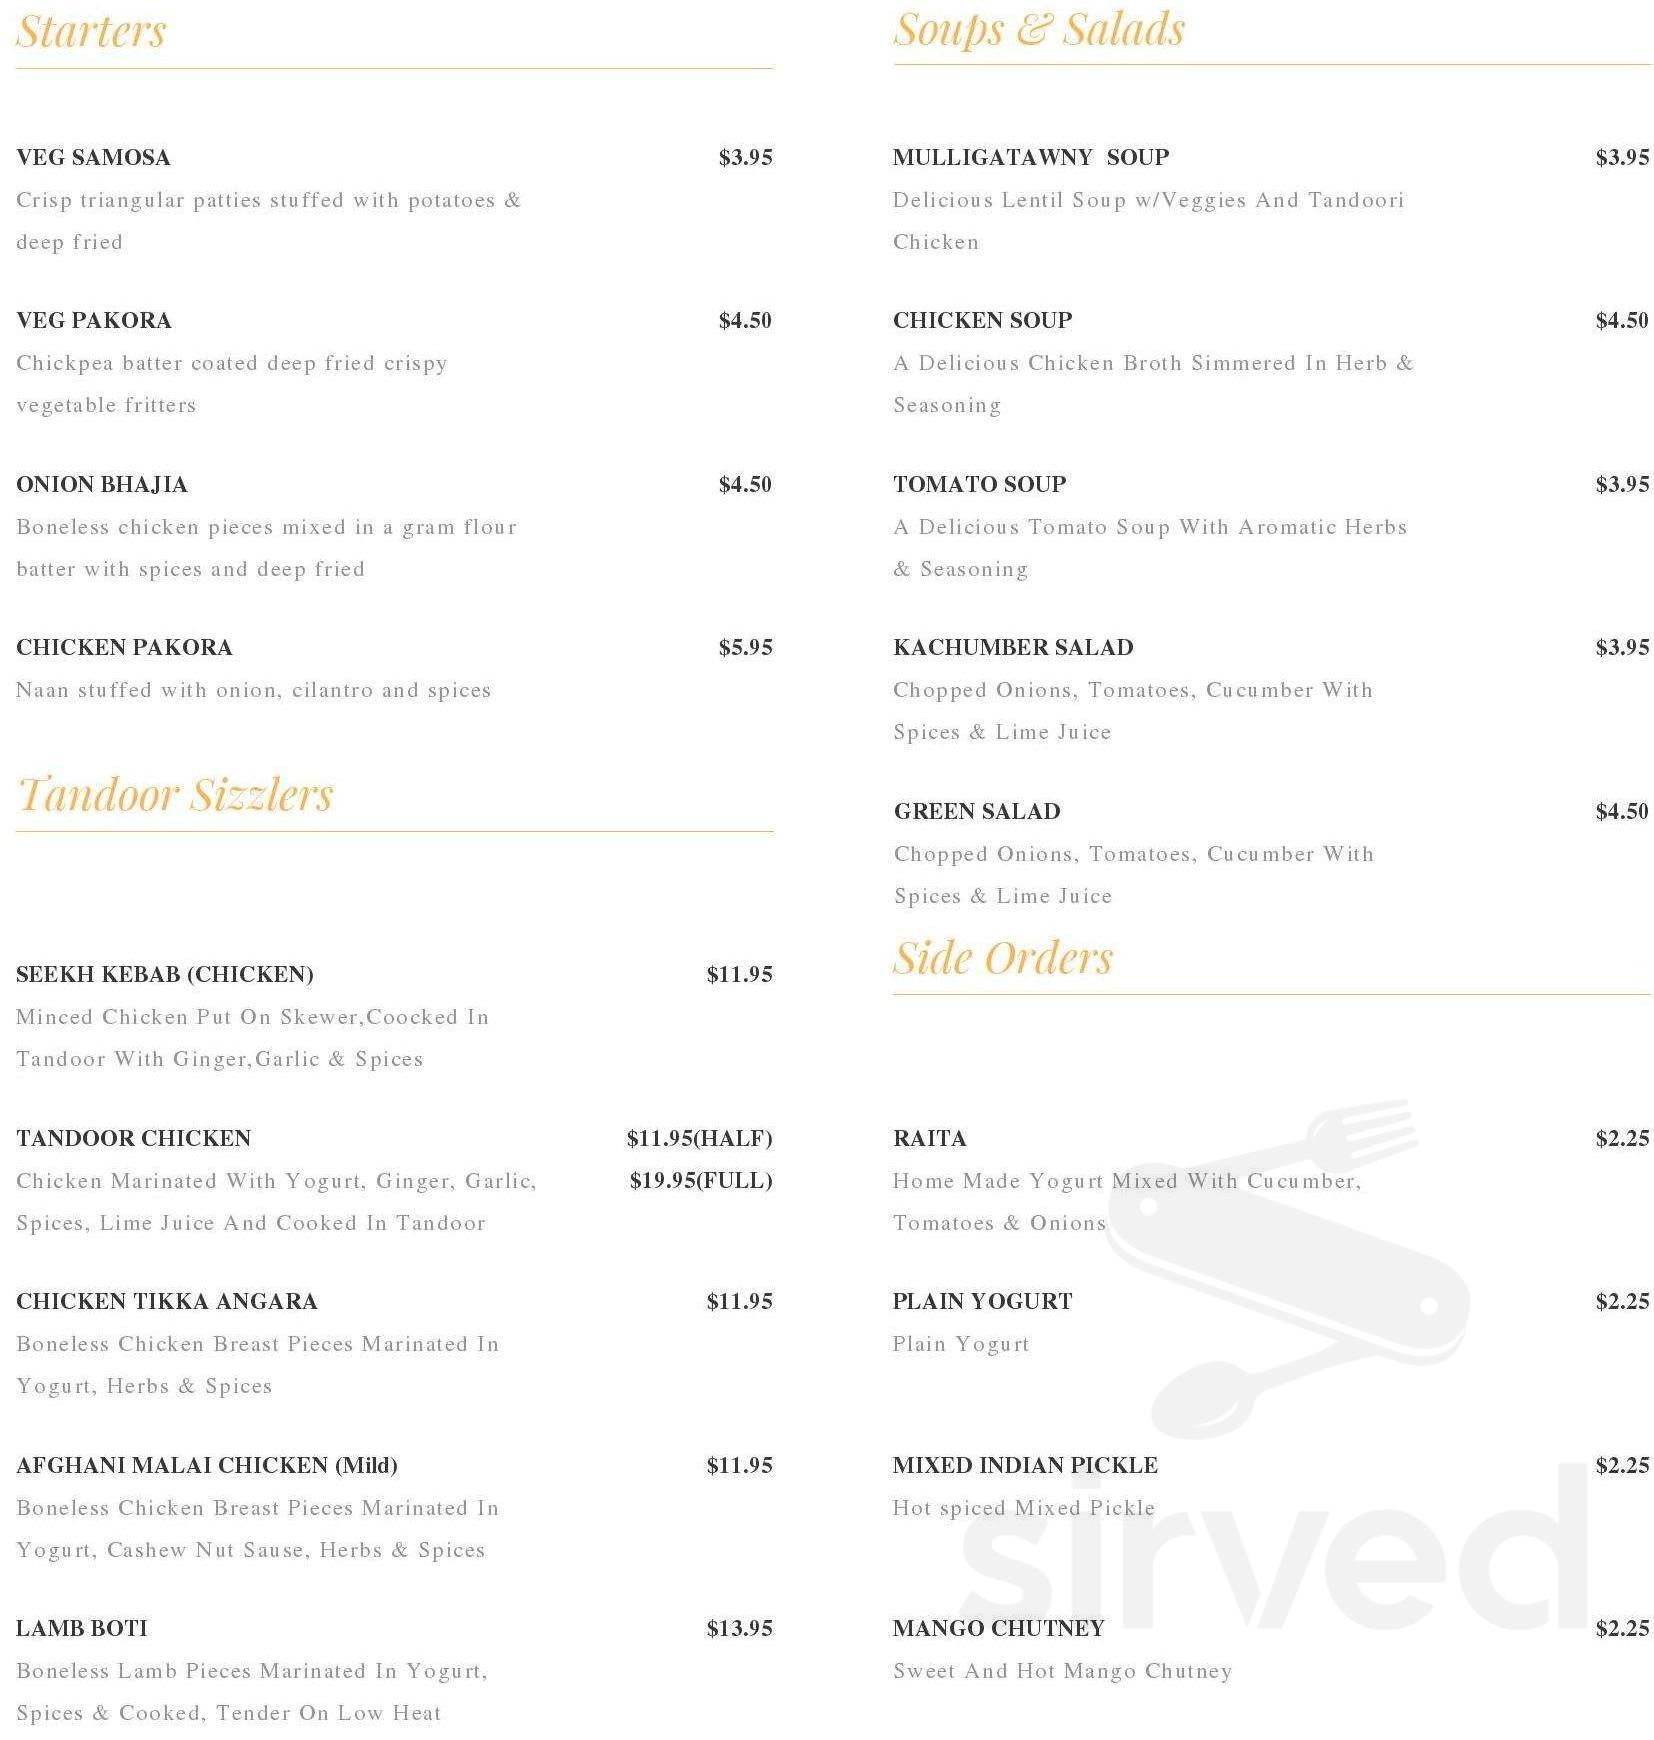 Starters
VEG SAMOSA $3.95
Crisp triangular patties stuffed with potatoes &
deep fried
VEG PAKORA $4.50
Chickpea batter coated deep fried crispy
vegetable fritters
ONION BHAJIA $4.50
Boneless chicken pieces mixed in a gram flour
batter with spices and deep fried
CHICKEN PAKORA $5.95
Naan stuffed with onion, cilantro and spices
Tandoor Sizzlers
SEEKH KEBAB (CHICKEN) $11.95
Minced Chicken Put On Skewer,Coocked In
Tandoor With Ginger,Garlic & Spices
TANDOOR CHICKEN $11.95(HALF)
Chicken Marinated With Yogurt, Ginger, Garlic, $19.95(FULL)
Spices, Lime Juice And Cooked In Tandoor
CHICKEN TIKKA ANGARA $11.95
Boneless Chicken Breast Pieces Marinated In
Yogurt, Herbs & Spices
AFGHANI MALAI CHICKEN (Mild) $11.95
Boneless Chicken Breast Pieces Marinated In
Yogurt, Cashew Nut Sause, Herbs & Spices
LAMB BOTI $13.95
Boneless Lamb Pieces Marinated In Yogurt,
Spices & Cooked, Tender On Low Heat
Soups & Salads
MULLIGATAWNY SOUP $3.95
Delicious Lentil Soup w/Veggies And Tandoori
Chicken
CHICKEN SOUP $4.50
A Delicious Chicken Broth Simmered In Herb &
Seasoning
TOMATO SOUP $3.95
A Delicious Tomato Soup With Aromatic Herbs
& Seasoning
KACHUMBER SALAD $3.95
Chopped Onions, Tomatoes, Cucumber With
Spices & Lime Juice
GREEN SALAD $4.50
Chopped Onions, Tomatoes, Cucumber With
Spices & Lime Juice
Side Orders
RAITA $2.25
Home Made Yogurt Mixed With Cucumber,
Tomatoes & Onions
PLAIN YOGURT $2.25
Plain Yogurt
MIXED INDIAN PICKLE $2.25
Hot spiced Mixed Pickle
sirved
MANGO CHUTNEY $2.25
Sweet And Hot Mango Chutney